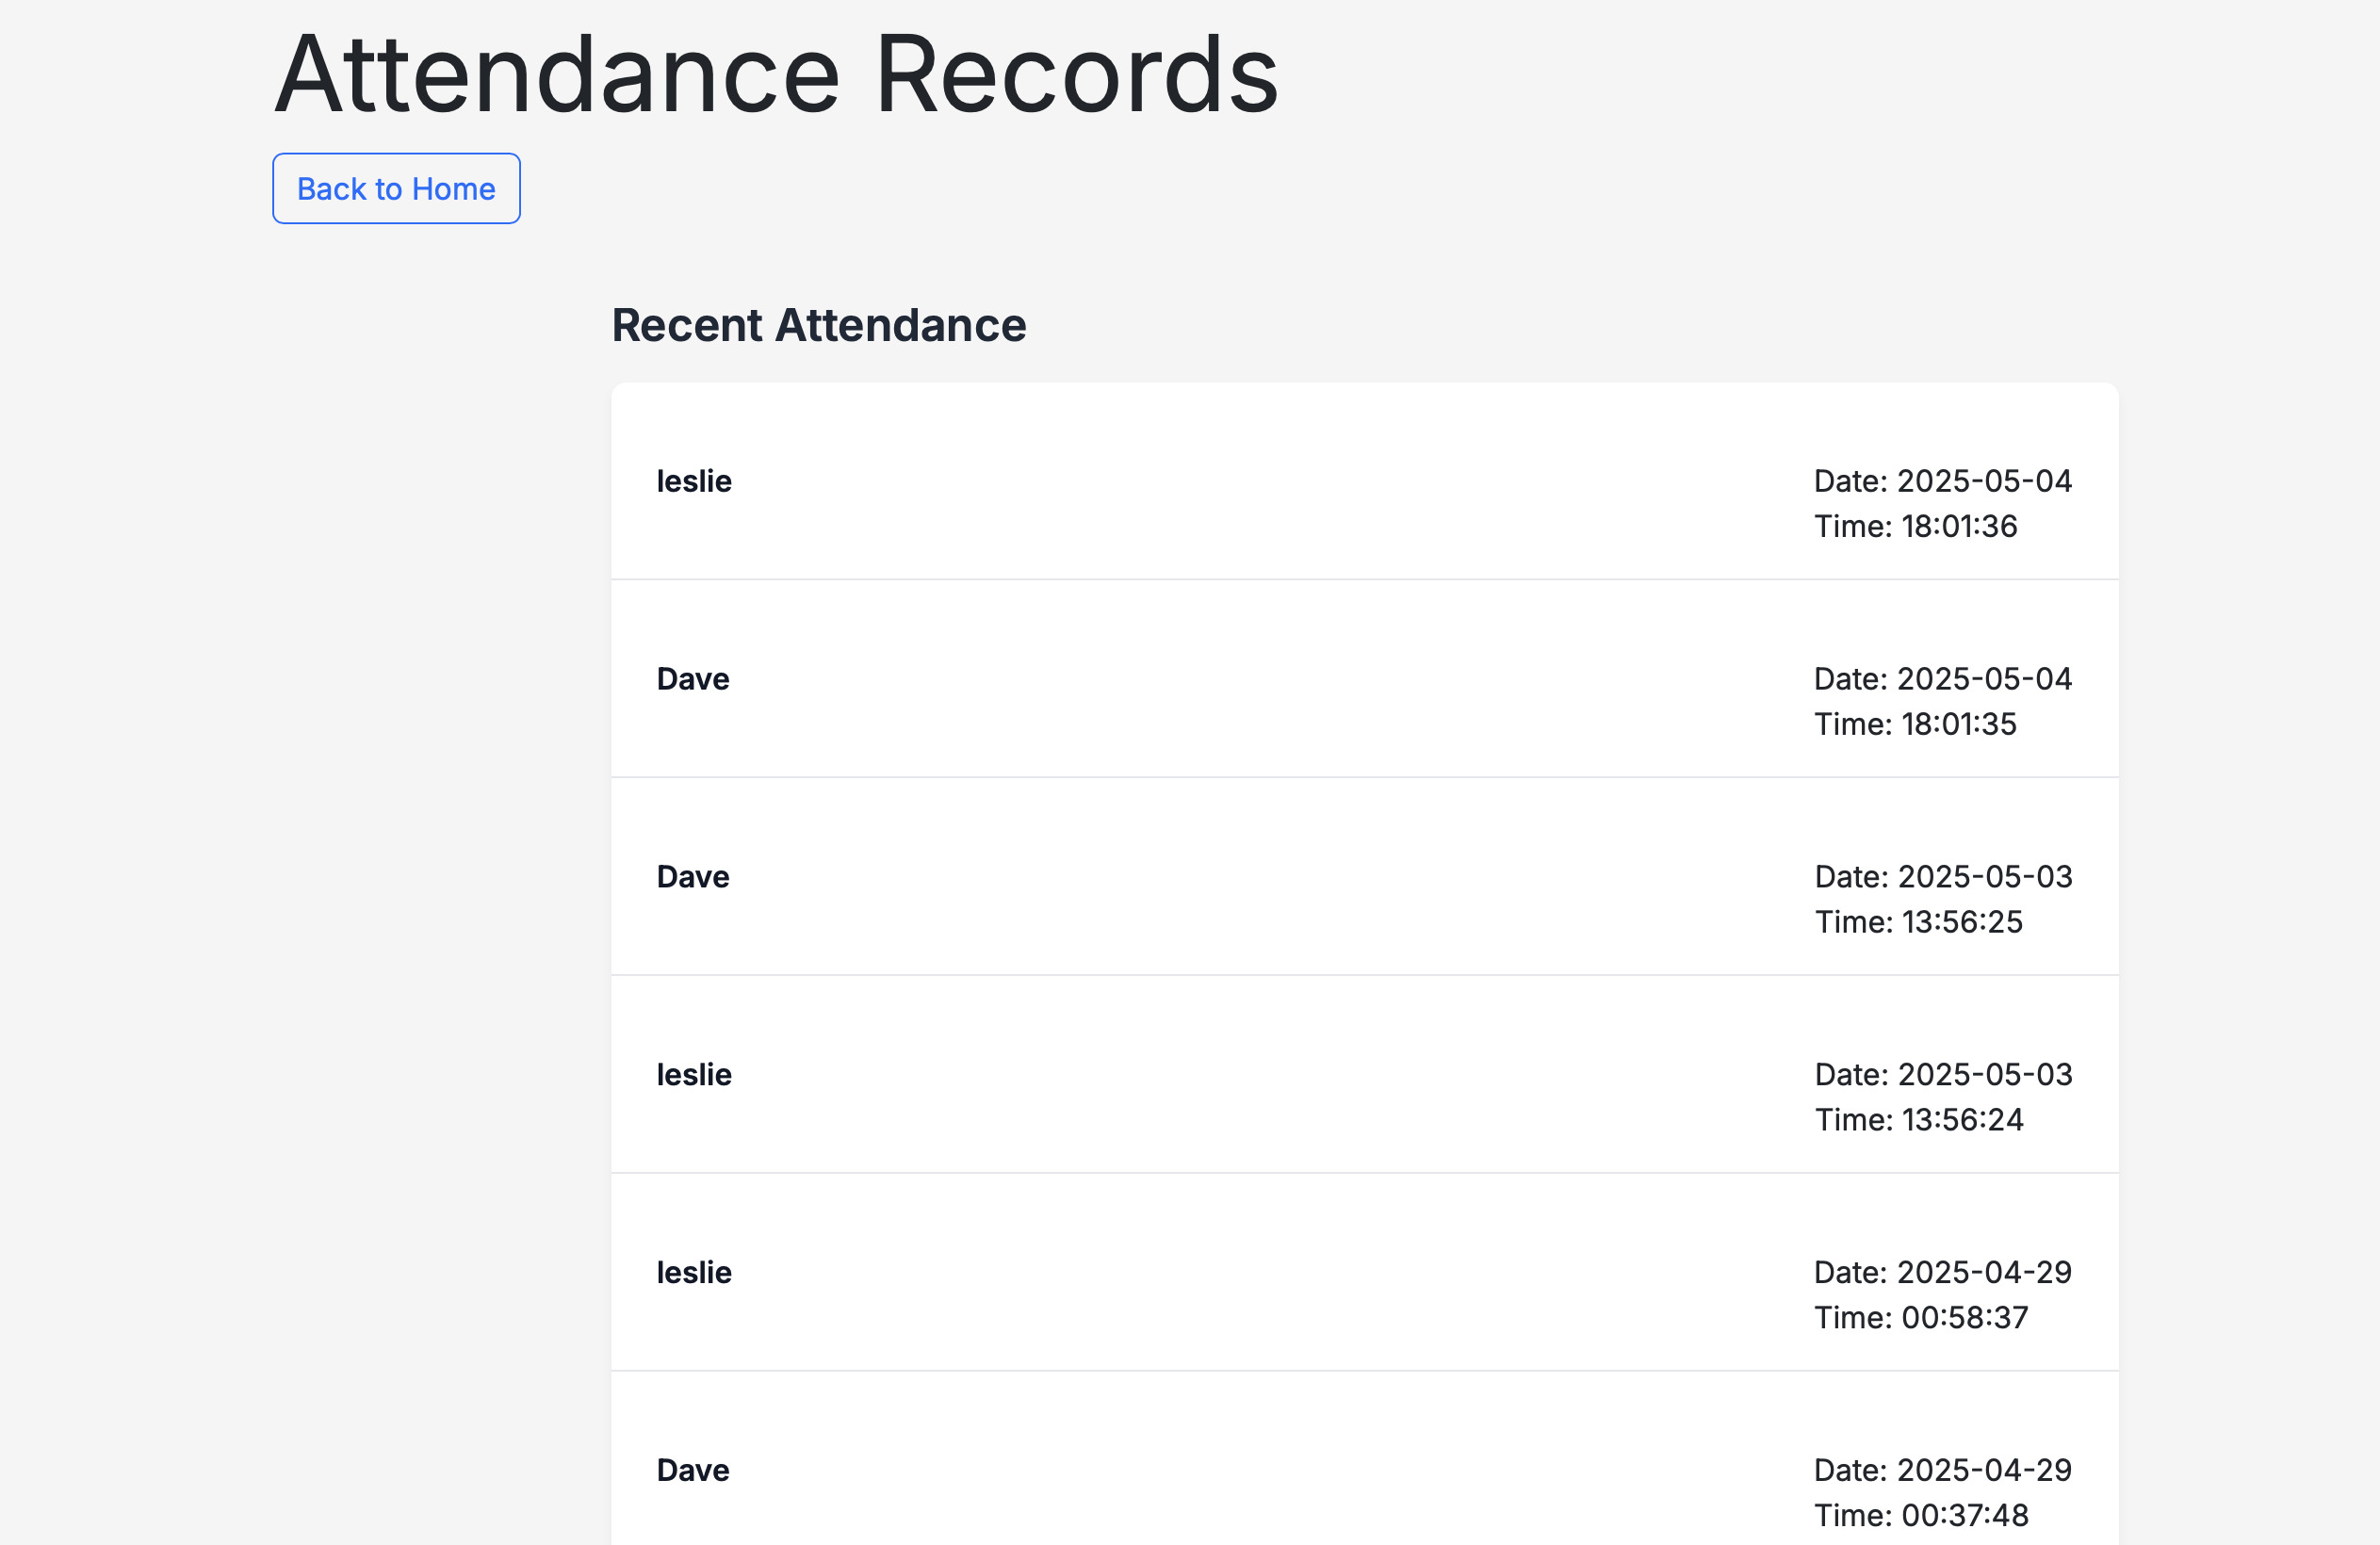 Attendance Records
Back to Home
Recent Attendance
leslie
Date: 2025-05-04
Time: 18:01:36
Dave
Date: 2025-05-04
Time: 18:01:35
Dave
Date: 2025-05-03
Time: 13:56:25
leslie
Date: 2025-05-03
Time: 13:56:24
leslie
Date: 2025-04-29
Time: 00:58:37
Dave
Date: 2025-04-29
Time: 00:37:48